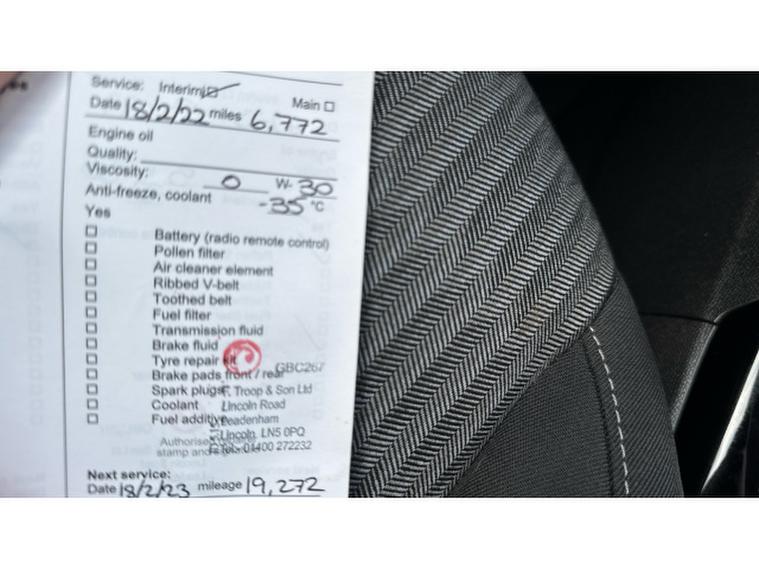 Service: Interim ☑ Main ☐
Date 18/2/22 miles 6,772
Engine oil
Quality:
Viscosity: 0 W- 30
Anti-freeze, coolant -35 °C
Yes
☐ Battery (radio remote control)
☐ Pollen filter
☐ Air cleaner element
☐ Ribbed V-belt
☐ Toothed belt
☐ Fuel filter
☐ Transmission fluid
☐ Brake fluid
☐ Tyre repair kit
☐ Brake pads front / rear GBC267
☐ Spark plugs F. Troop & Son Ltd
☐ Coolant Lincoln Road
☐ Fuel additive Leadenham
Authorised Lincoln, LN5 0PQ
stamp and Tel: 01400 272232
Next service:
Date 18/2/23 mileage 19,272